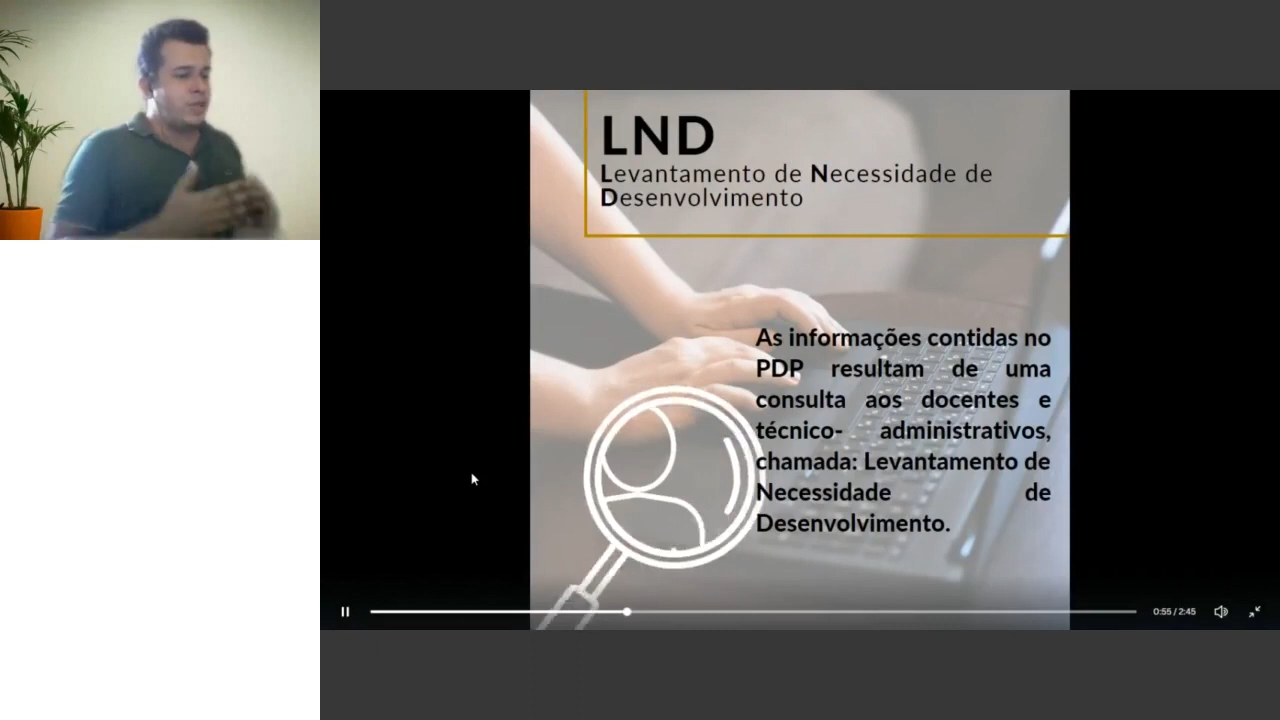 LND
Levantamento de Necessidade de
Desenvolvimento
As informações contidas no
PDP resultam de uma
consulta aos docentes e
técnico- administrativos,
chamada: Levantamento de
Necessidade de
Desenvolvimento.
0:55 / 2:45